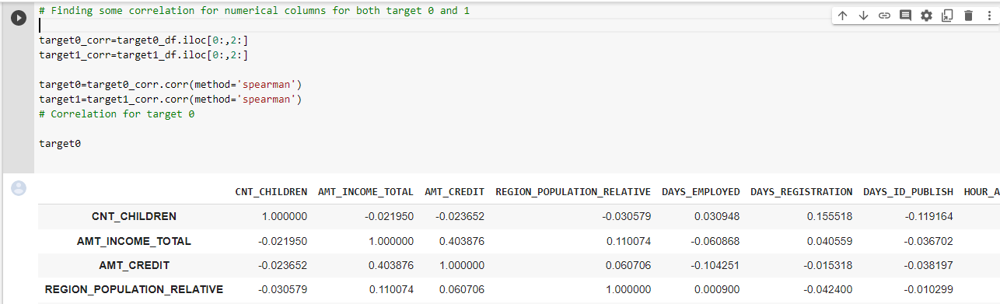 # Finding some correlation for numerical columns for both target 0 and 1
target0_corr=target0_df.iloc[0:,2:]
target1_corr=target1_df.iloc[0:,2:]
target0=target0_corr.corr(method='spearman')
target1=target1_corr.corr(method='spearman')
# Correlation for target 0
target0
CNT_CHILDREN AMT_INCOME_TOTAL AMT_CREDIT REGION_POPULATION_RELATIVE DAYS_EMPLOYED DAYS_REGISTRATION DAYS_ID_PUBLISH HOUR_A
CNT_CHILDREN 1.000000 -0.021950 -0.023652 -0.030579 0.030948 0.155518 -0.119164
AMT_INCOME_TOTAL -0.021950 1.000000 0.403876 0.110074 -0.060868 0.040559 -0.036702
AMT_CREDIT -0.023652 0.403876 1.000000 0.060706 -0.104251 -0.015318 -0.038197
REGION_POPULATION_RELATIVE -0.030579 0.110074 0.060706 1.000000 0.000900 -0.042400 -0.010299